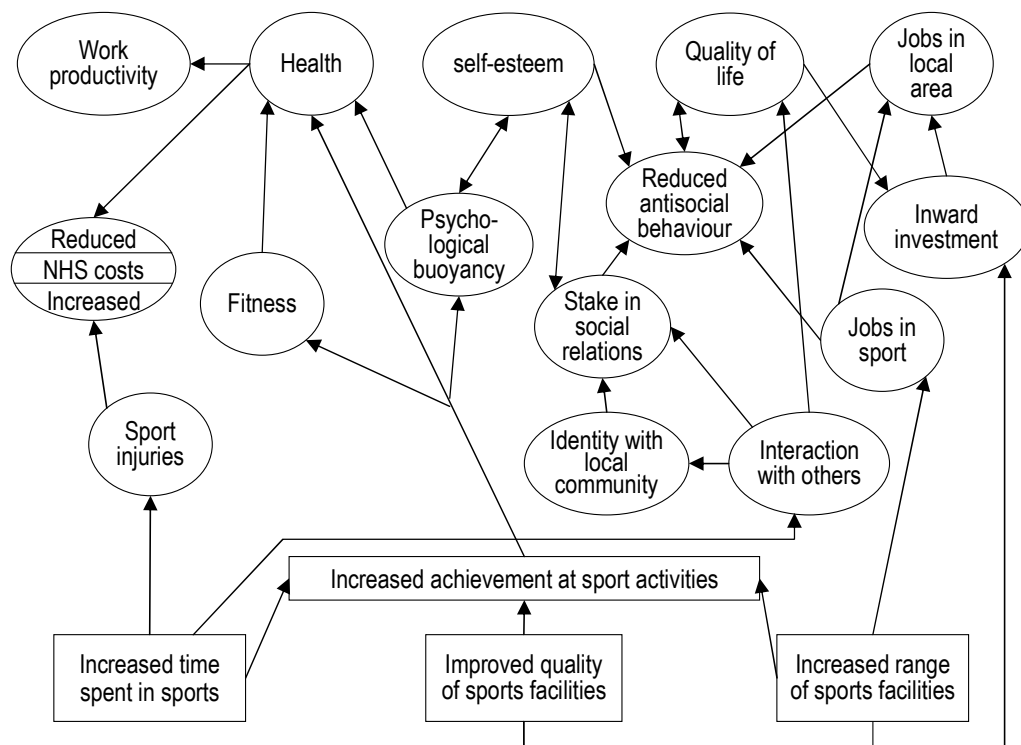 Work
productivity
Health
self-esteem
Quality of
life
Jobs in
local
area
Reduced
antisocial
behaviour
Psycho-
logical
buoyancy
Inward
investment
Reduced
NHS costs
Increased
Fitness
Stake in
social
relations
Jobs in
sport
Sport
injuries
Identity with
local
community
Interaction
with others
Increased achievement at sport activities
Increased time
spent in sports
Improved quality
of sports facilities
Increased range
of sports facilities